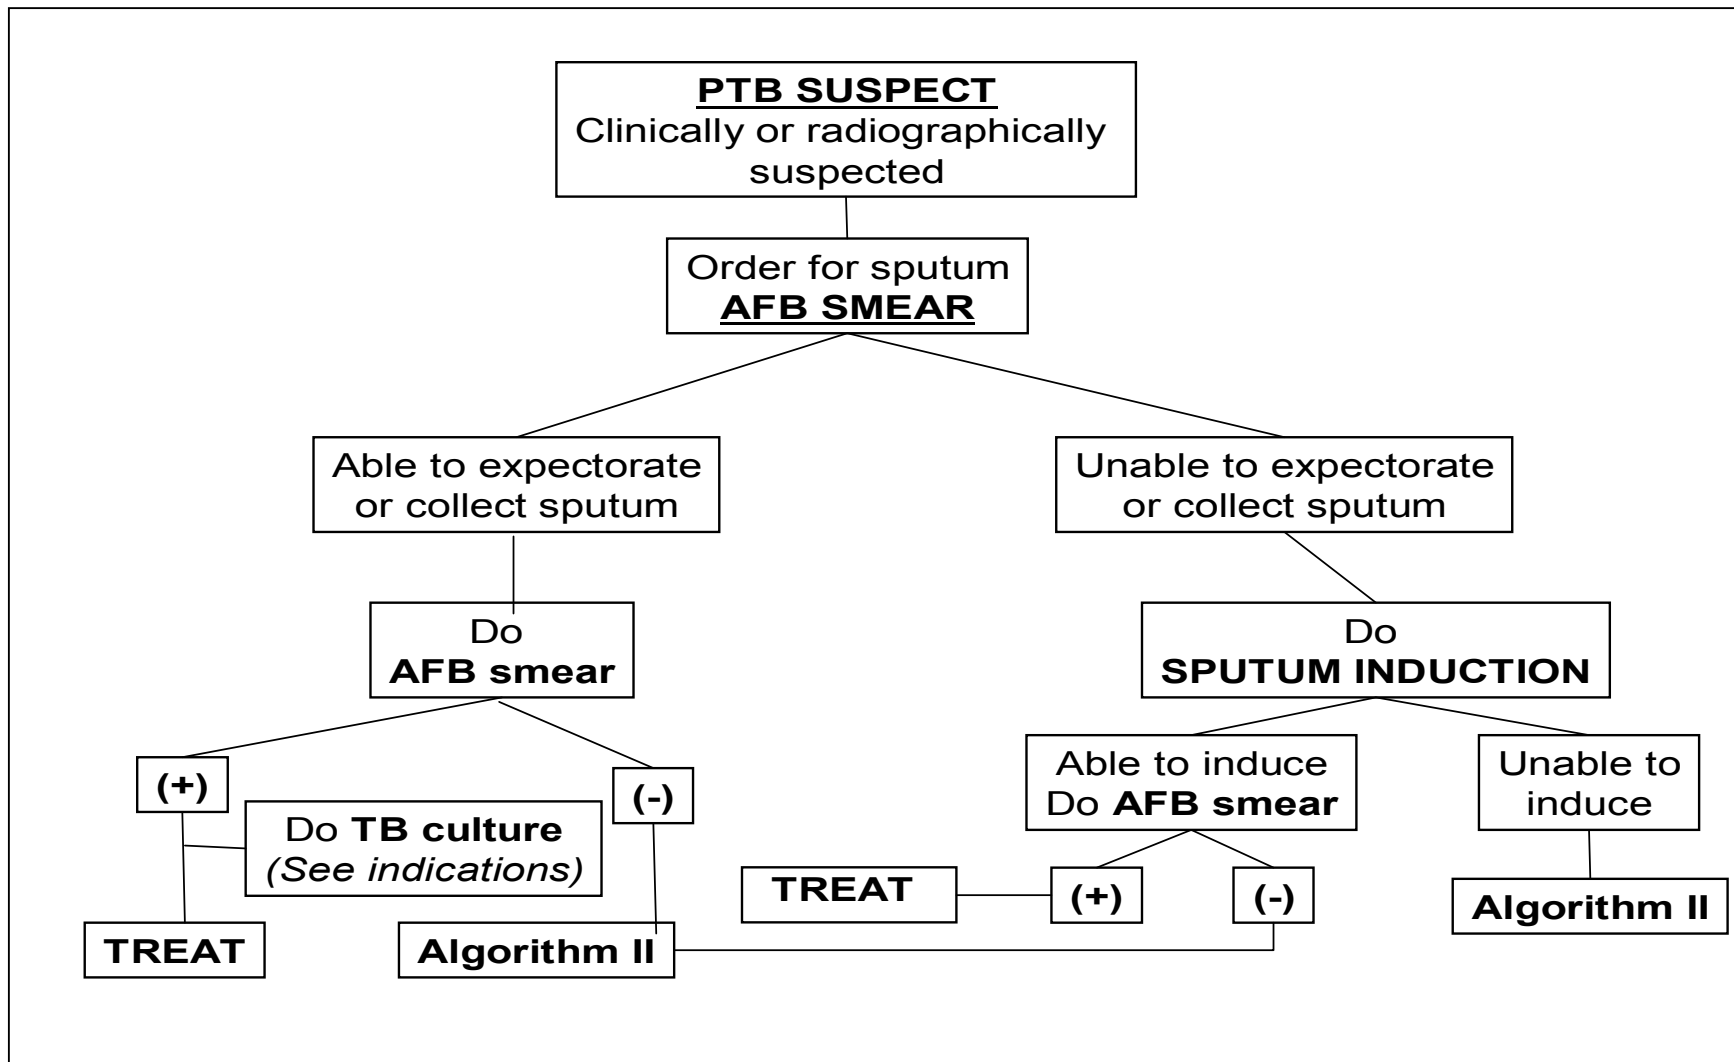 PTB SUSPECT
Clinically or radiographically
suspected
Order for sputum
AFB SMEAR
Able to expectorate
or collect sputum
Unable to expectorate
or collect sputum
Do
AFB smear
Do
SPUTUM INDUCTION
(+)
(-)
Do TB culture
(See indications)
TREAT
Algorithm II
Able to induce
Do AFB smear
Unable to
induce
TREAT
(+)
(-)
Algorithm II